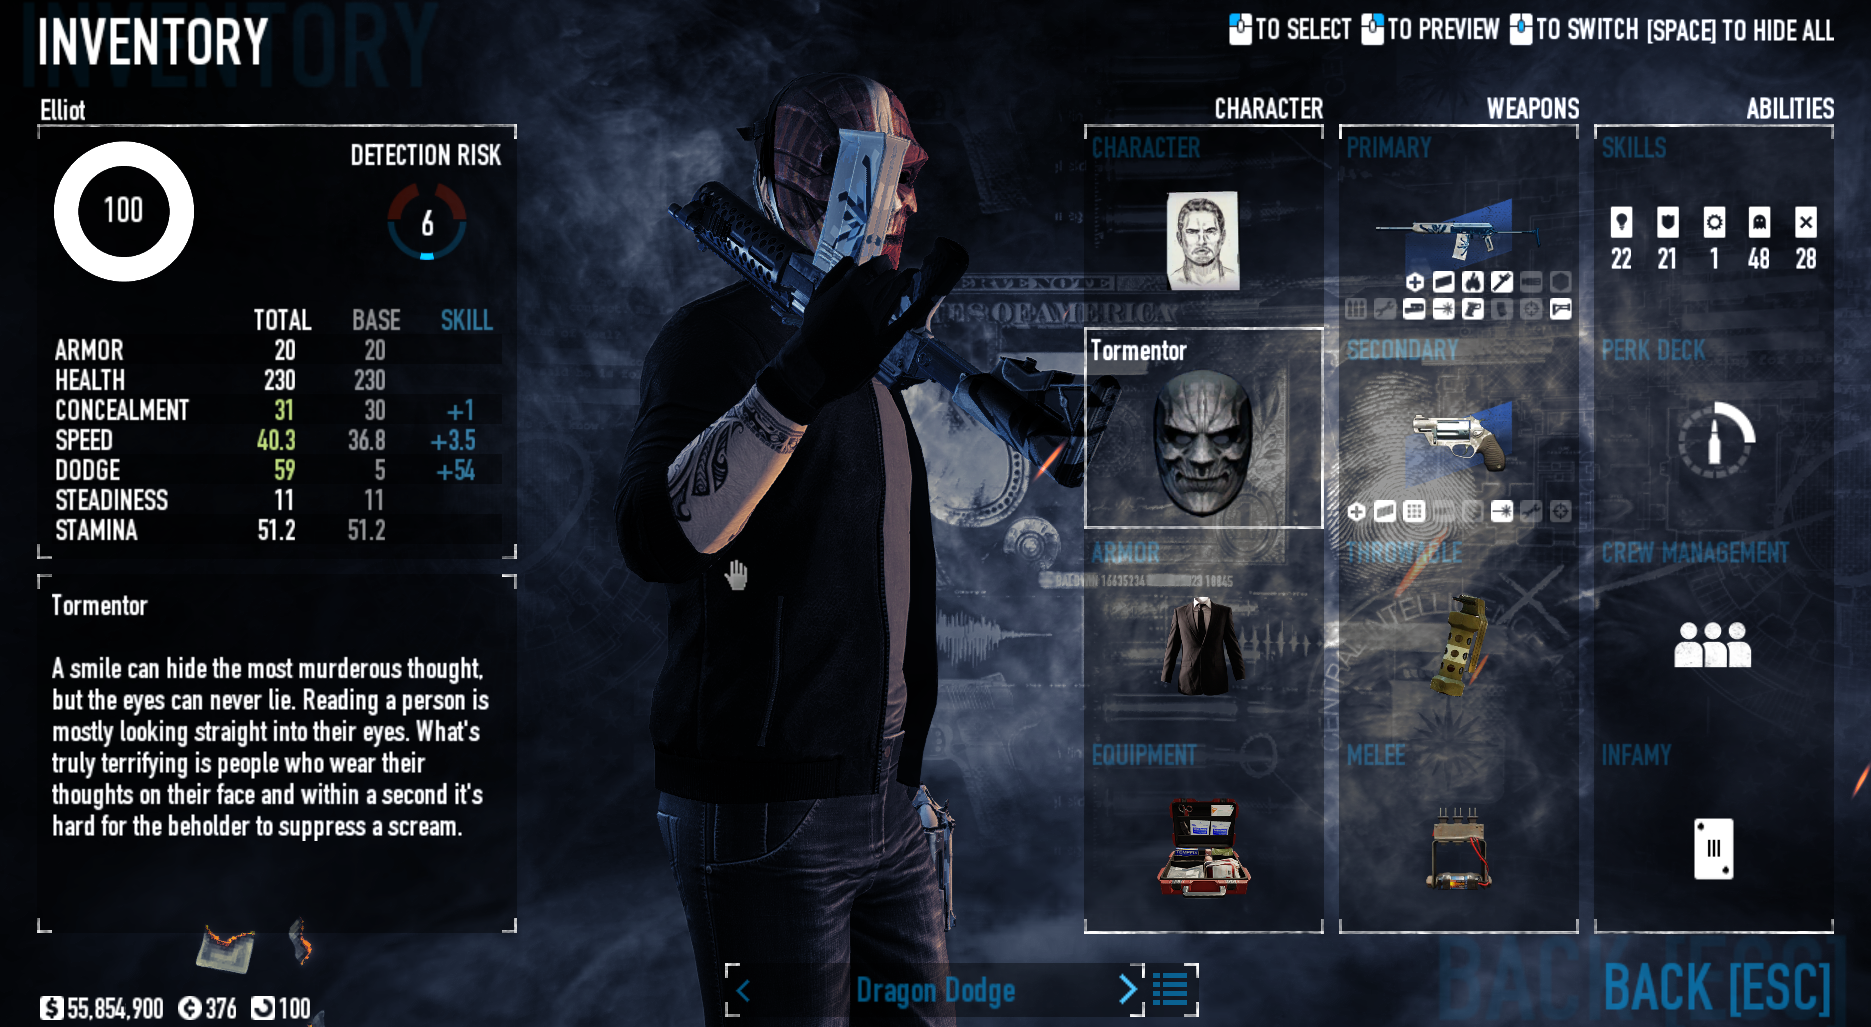 INVENTORY
TO SELECT TO PREVIEW TO SWITCH [SPACE] TO HIDE ALL
Elliot
100
DETECTION RISK
6
TOTAL BASE SKILL
ARMOR 20 20
HEALTH 230 230
CONCEALMENT 31 30 +1
SPEED 40.3 36.8 +3.5
DODGE 59 5 +54
STEADINESS 11 11
STAMINA 51.2 51.2
Tormentor
A smile can hide the most murderous thought,
but the eyes can never lie. Reading a person is
mostly looking straight into their eyes. What's
truly terrifying is people who wear their
thoughts on their face and within a second it's
hard for the beholder to suppress a scream.
$55,854,900 376 100
CHARACTER
CHARACTER
Tormentor
ARMOR
EQUIPMENT
WEAPONS
PRIMARY
SECONDARY
THROWABLE
MELEE
ABILITIES
SKILLS
22 21 1 48 28
PERK DECK
CREW MANAGEMENT
INFAMY
III
Dragon Dodge
BACK [ESC]